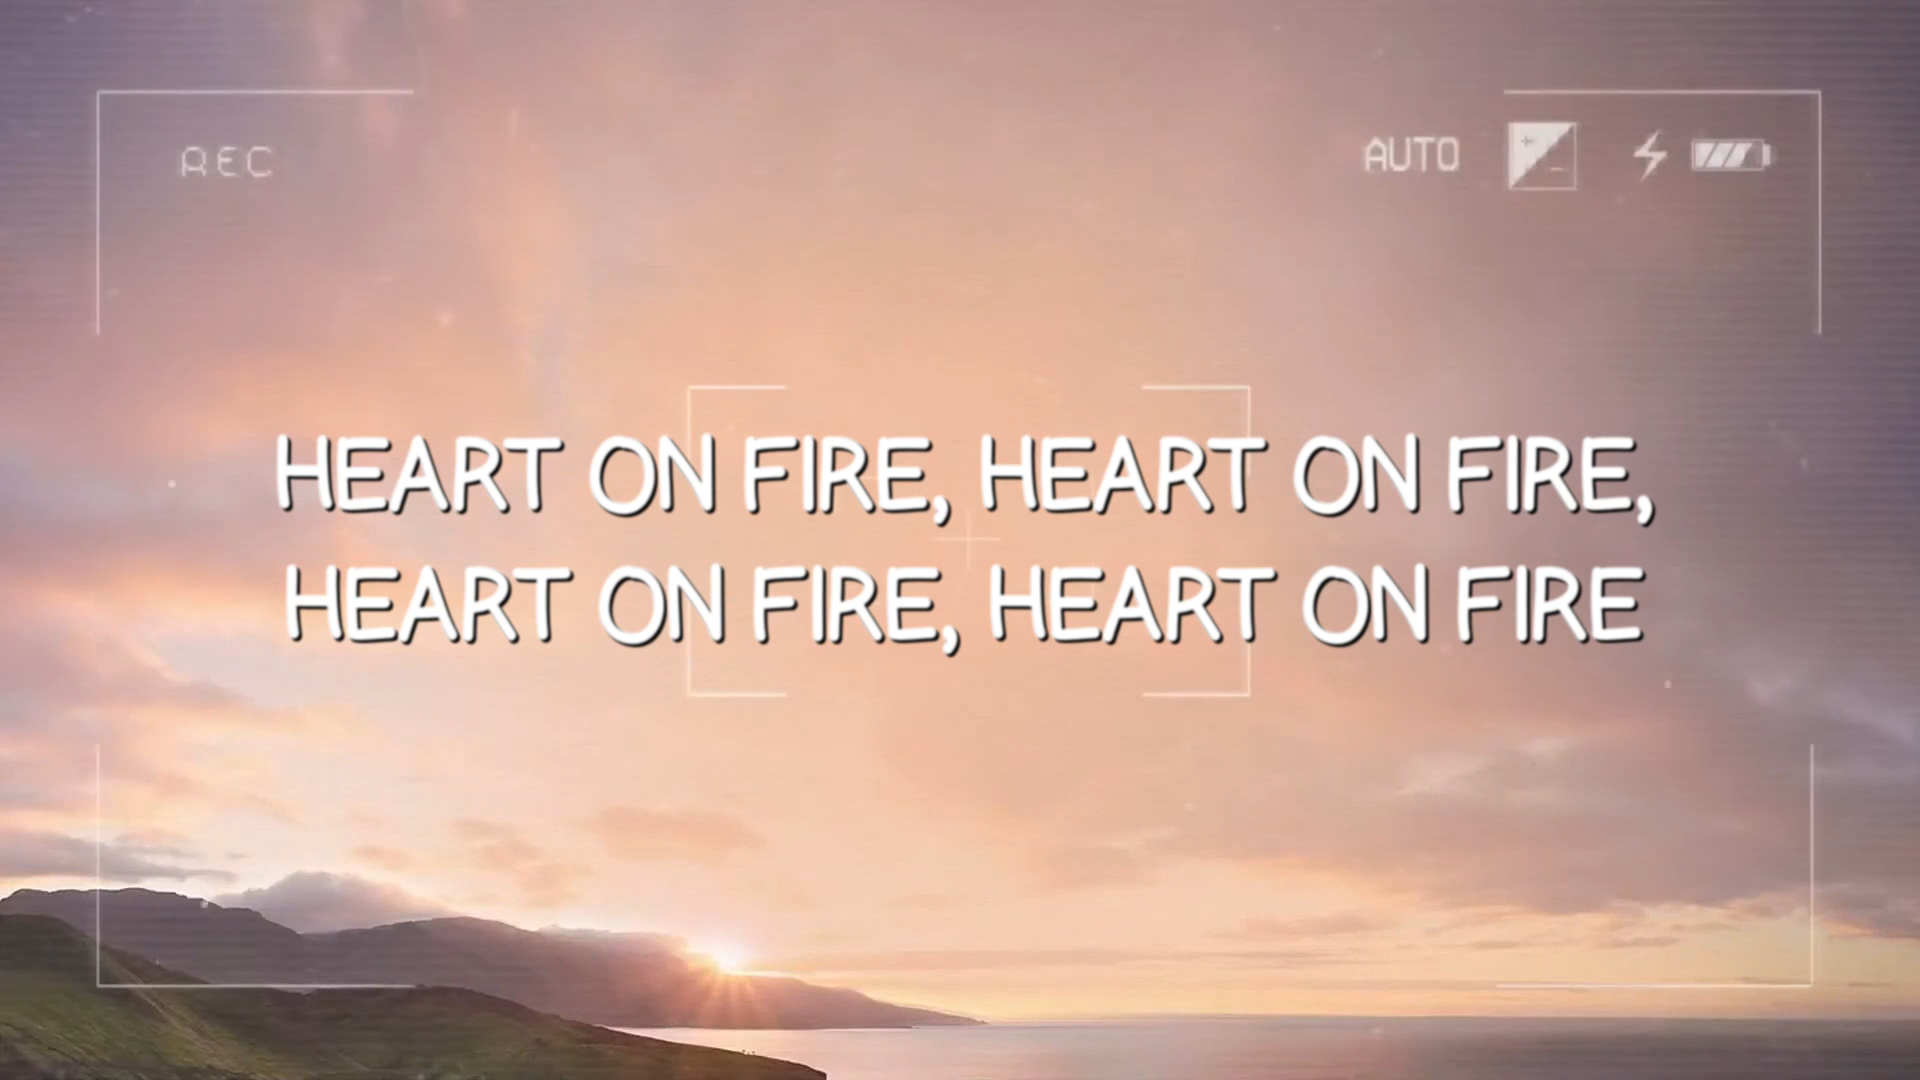 REC
AUTO
HEART ON FIRE, HEART ON FIRE,
HEART ON FIRE, HEART ON FIRE